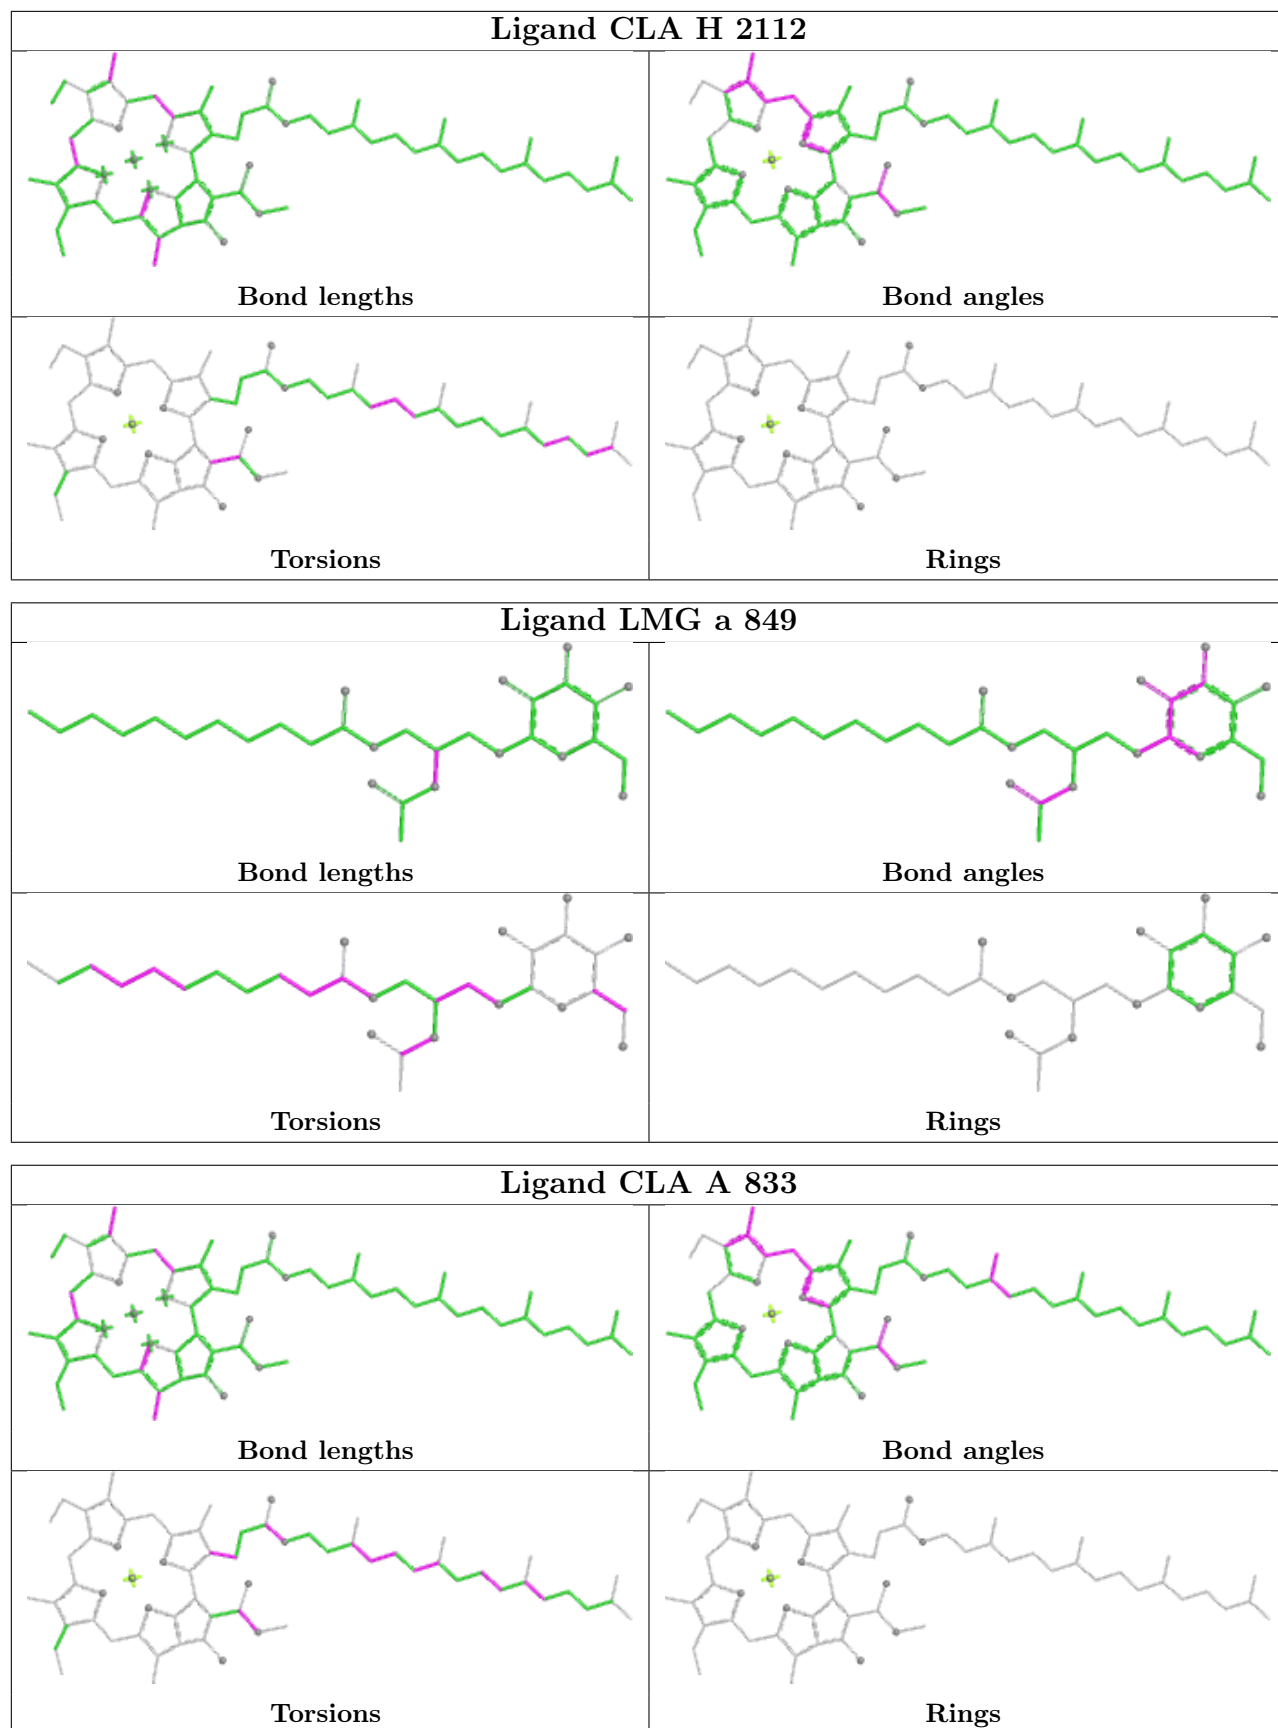 Ligand CLA H 2112
Bond lengths
Bond angles
Torsions
Rings
Ligand LMG a 849
Bond lengths
Bond angles
Torsions
Rings
Ligand CLA A 833
Bond lengths
Bond angles
Torsions
Rings